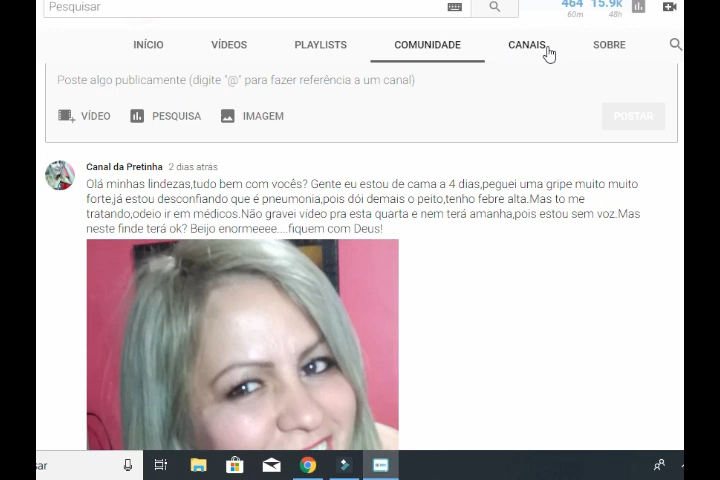 Pesquisar
464 15.9k
60m 48h
INÍCIO VÍDEOS PLAYLISTS COMUNIDADE CANAIS SOBRE
Poste algo publicamente (digite "@" para fazer referência a um canal)
VÍDEO PESQUISA IMAGEM POSTAR
Canal da Pretinha 2 dias atrás
Olá minhas lindezas,tudo bem com vocês? Gente eu estou de cama a 4 dias,peguei uma gripe muito muito
forte,já estou desconfiando que é pneumonia,pois dói demais o peito,tenho febre alta.Mas to me
tratando,odeio ir em médicos.Não gravei vídeo pra esta quarta e nem terá amanha,pois estou sem voz.Mas
neste finde terá ok? Beijo enormeeee....fiquem com Deus!
sar